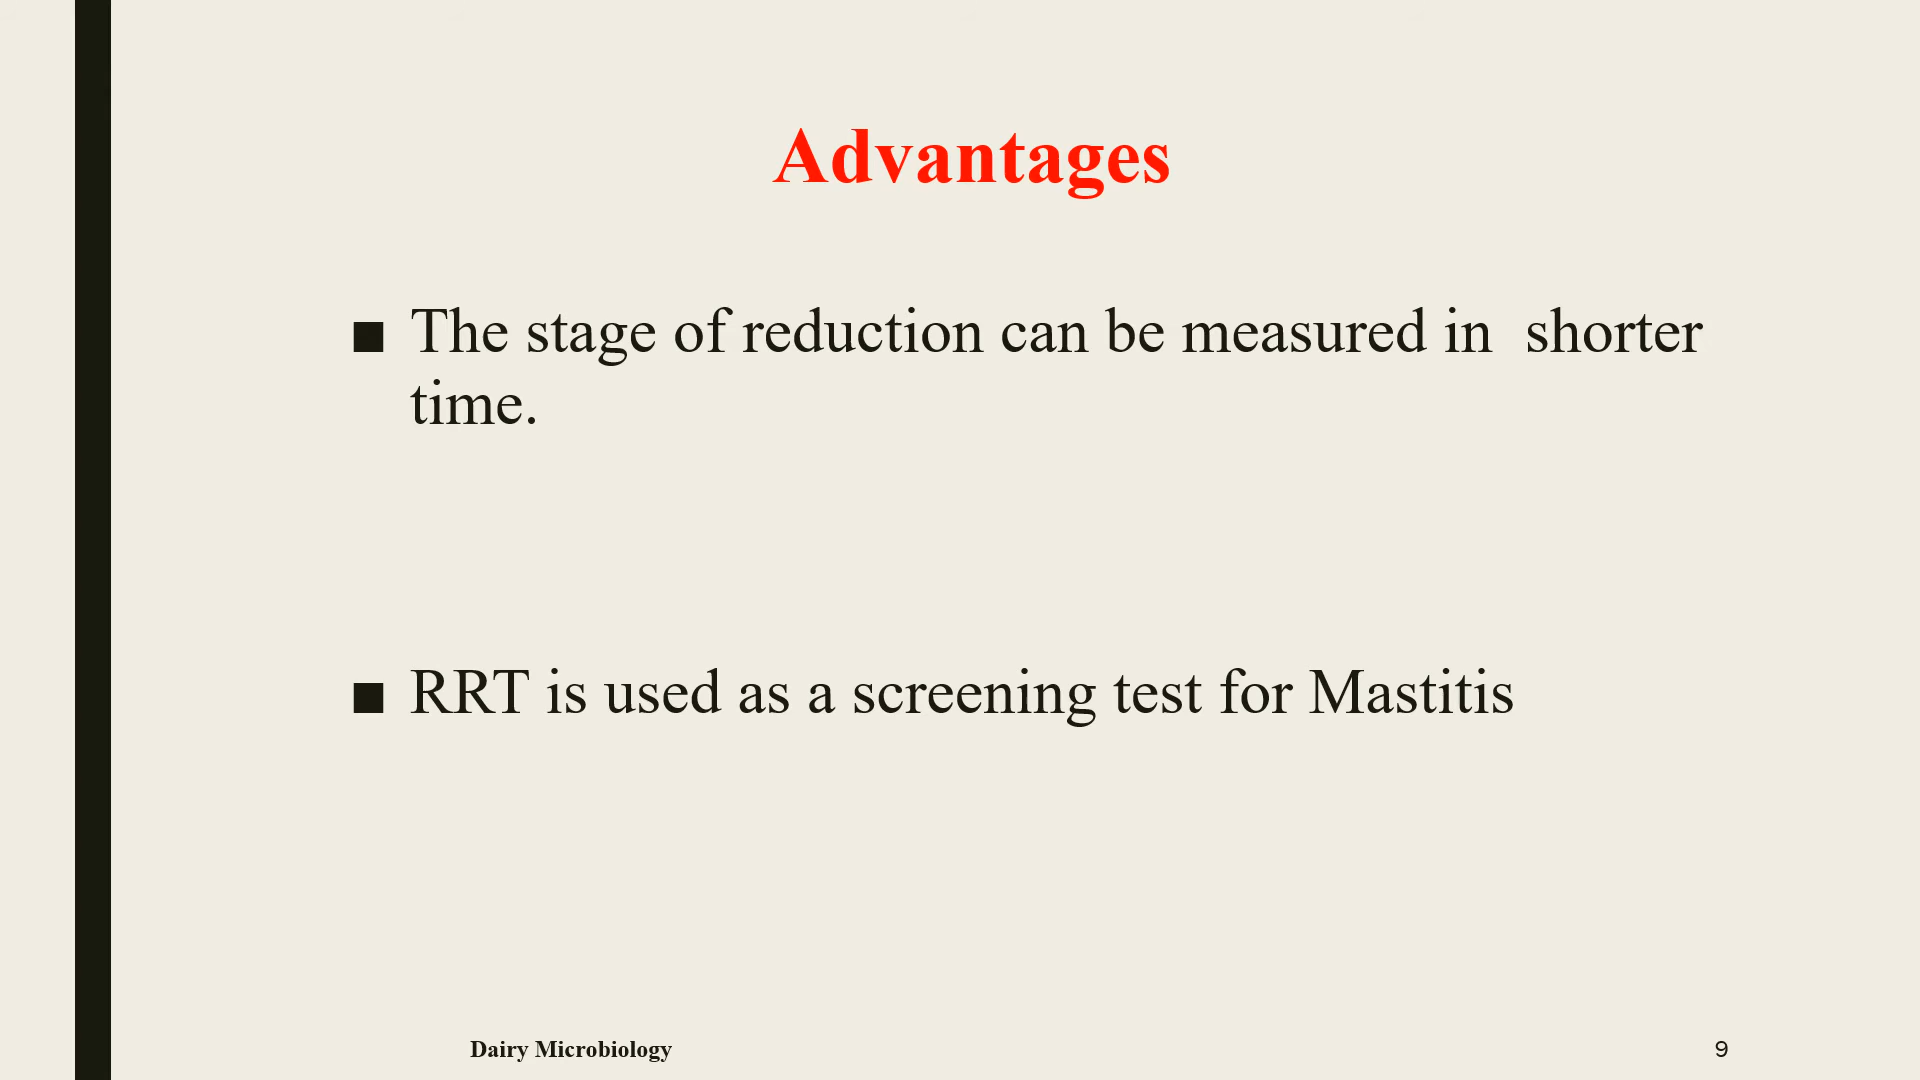 Advantages
■ The stage of reduction can be measured in  shorter
time.
■ RRT is used as a screening test for Mastitis
Dairy Microbiology
9